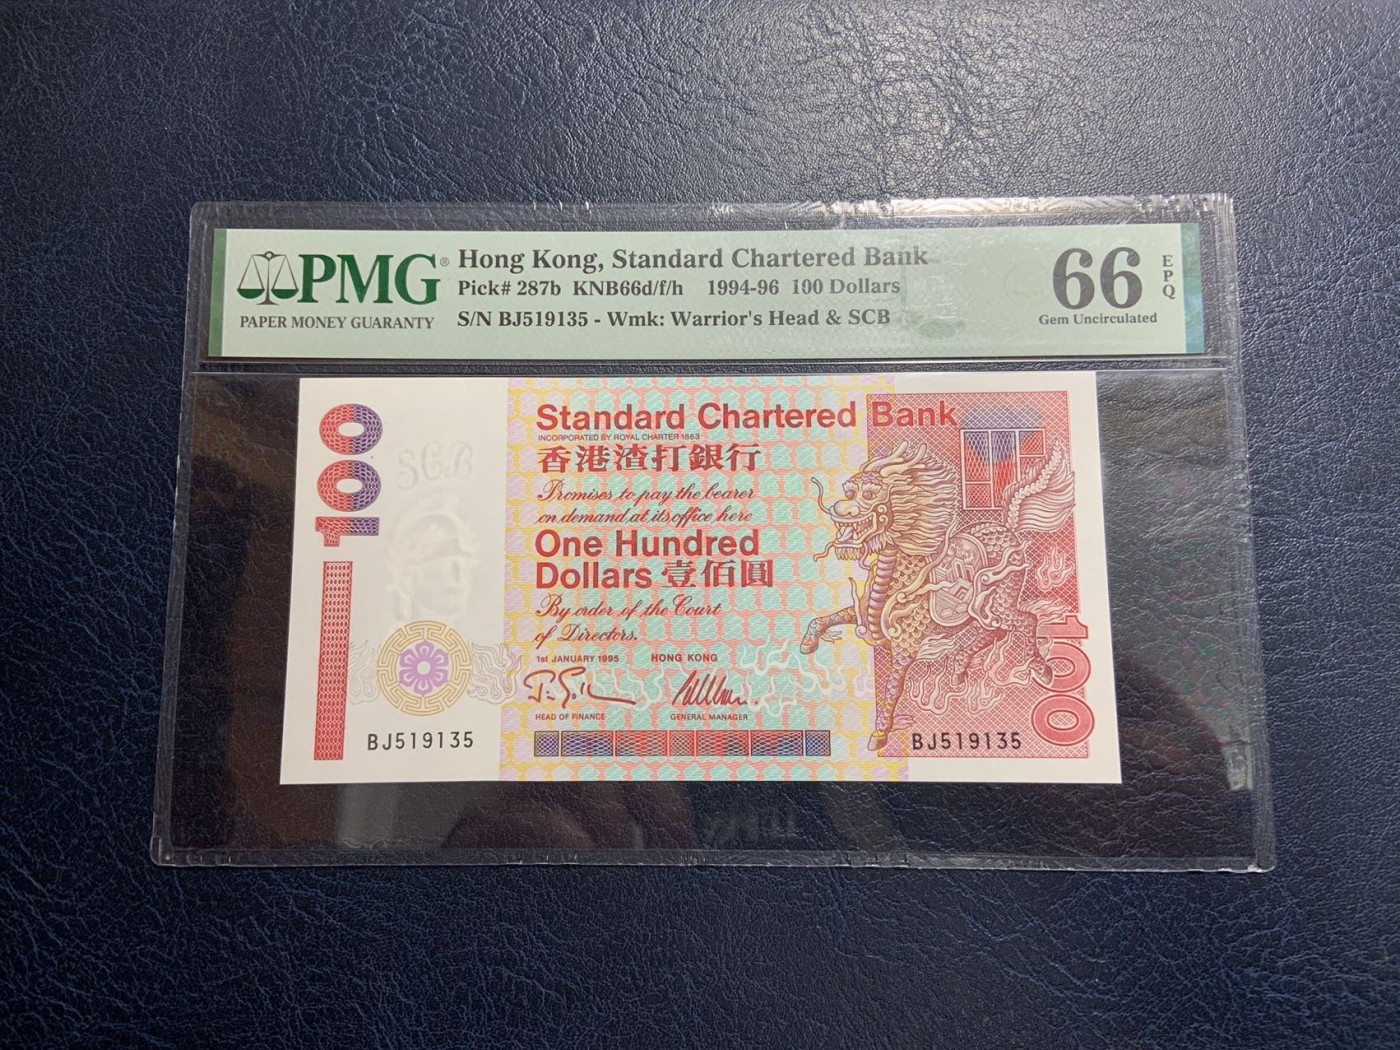 PMG®
PAPER MONEY GUARANTY
Hong Kong, Standard Chartered Bank
Pick# 287b KNB66d/f/h 1994-96 100 Dollars
S/N BJ519135 - Wmk: Warrior's Head & SCB
66
EPQ
Gem Uncirculated
100
SCB
Standard Chartered Bank
INCORPORATED BY ROYAL CHARTER 1853
香港渣打銀行
Promises to pay the bearer
on demand at its office here
One Hundred
Dollars 壹佰圓
By order of the Court
of Directors.
1st JANUARY 1995 HONG KONG
HEAD OF FINANCE GENERAL MANAGER
BJ519135
BJ519135
100